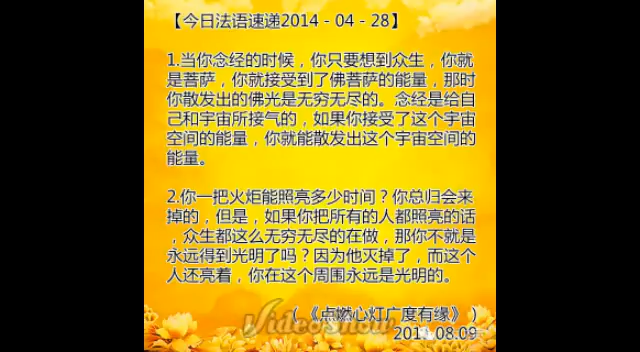 【今日法语速递2014－04－28】
1.当你念经的时候，你只要想到众生，你就
是菩萨，你就接受到了佛菩萨的能量，那时
你散发出的佛光是无穷无尽的。念经是给自
己和宇宙所接气的，如果你接受了这个宇宙
空间的能量，你就能散发出这个宇宙空间的
能量。
2.你一把火炬能照亮多少时间？你总归会来
掉的，但是，如果你把所有的人都照亮的话
，众生都这么无穷无尽的在做，那你不就是
永远得到光明了吗？因为他灭掉了，而这个
人还亮着，你在这个周围永远是光明的。
（《点燃心灯广度有缘》）
VideoShow
08.09